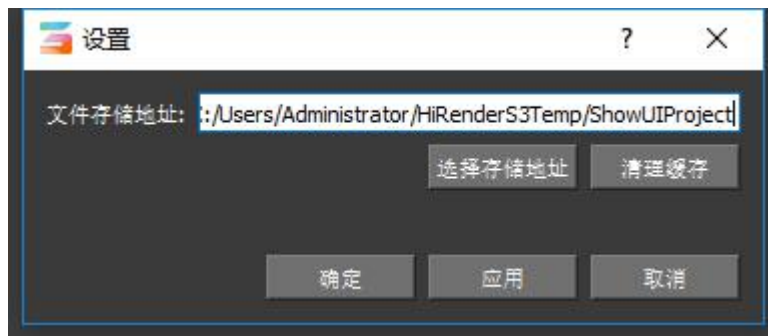 设置
文件存储地址: :/Users/Administrator/HiRenderS3Temp/ShowUIProject
选择存储地址 清理缓存
确定 应用 取消